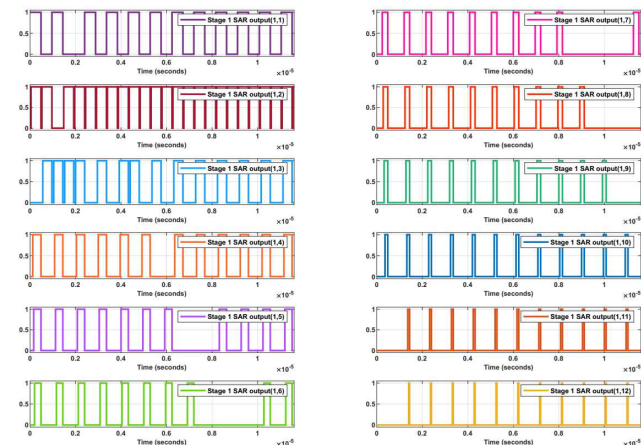 1 0.5 0
Stage 1 SAR output(1,1)
0 0.2 0.4 0.6 0.8 1
Time (seconds) ×10⁻⁵
1 0.5 0
Stage 1 SAR output(1,2)
0 0.2 0.4 0.6 0.8 1
Time (seconds) ×10⁻⁵
1 0.5 0
Stage 1 SAR output(1,3)
0 0.2 0.4 0.6 0.8 1
Time (seconds) ×10⁻⁵
1 0.5 0
Stage 1 SAR output(1,4)
0 0.2 0.4 0.6 0.8 1
Time (seconds) ×10⁻⁵
1 0.5 0
Stage 1 SAR output(1,5)
0 0.2 0.4 0.6 0.8 1
Time (seconds) ×10⁻⁵
1 0.5 0
Stage 1 SAR output(1,6)
0 0.2 0.4 0.6 0.8 1
Time (seconds) ×10⁻⁵
1 0.5 0
Stage 1 SAR output(1,7)
0 0.2 0.4 0.6 0.8 1
Time (seconds) ×10⁻⁵
1 0.5 0
Stage 1 SAR output(1,8)
0 0.2 0.4 0.6 0.8 1
Time (seconds) ×10⁻⁵
1 0.5 0
Stage 1 SAR output(1,9)
0 0.2 0.4 0.6 0.8 1
Time (seconds) ×10⁻⁵
1 0.5 0
Stage 1 SAR output(1,10)
0 0.2 0.4 0.6 0.8 1
Time (seconds) ×10⁻⁵
1 0.5 0
Stage 1 SAR output(1,11)
0 0.2 0.4 0.6 0.8 1
Time (seconds) ×10⁻⁵
1 0.5 0
Stage 1 SAR output(1,12)
0 0.2 0.4 0.6 0.8 1
Time (seconds) ×10⁻⁵